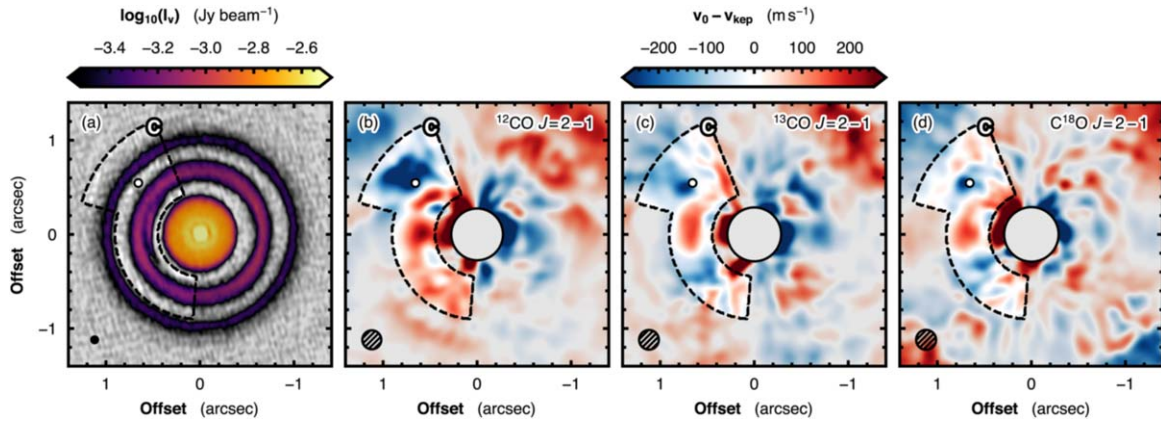 log₁₀(Iᵥ) (Jy beam⁻¹)
−3.4 −3.2 −3.0 −2.8 −2.6
v₀ − vₖₑₚ (m s⁻¹)
−200 −100 0 100 200
(a)
C
(b)
C
¹²CO J=2−1
(c)
C
¹³CO J=2−1
(d)
C
C¹⁸O J=2−1
Offset (arcsec)
1
0
−1
1 0 −1
1 0 −1
1 0 −1
1 0 −1
Offset (arcsec)
Offset (arcsec)
Offset (arcsec)
Offset (arcsec)